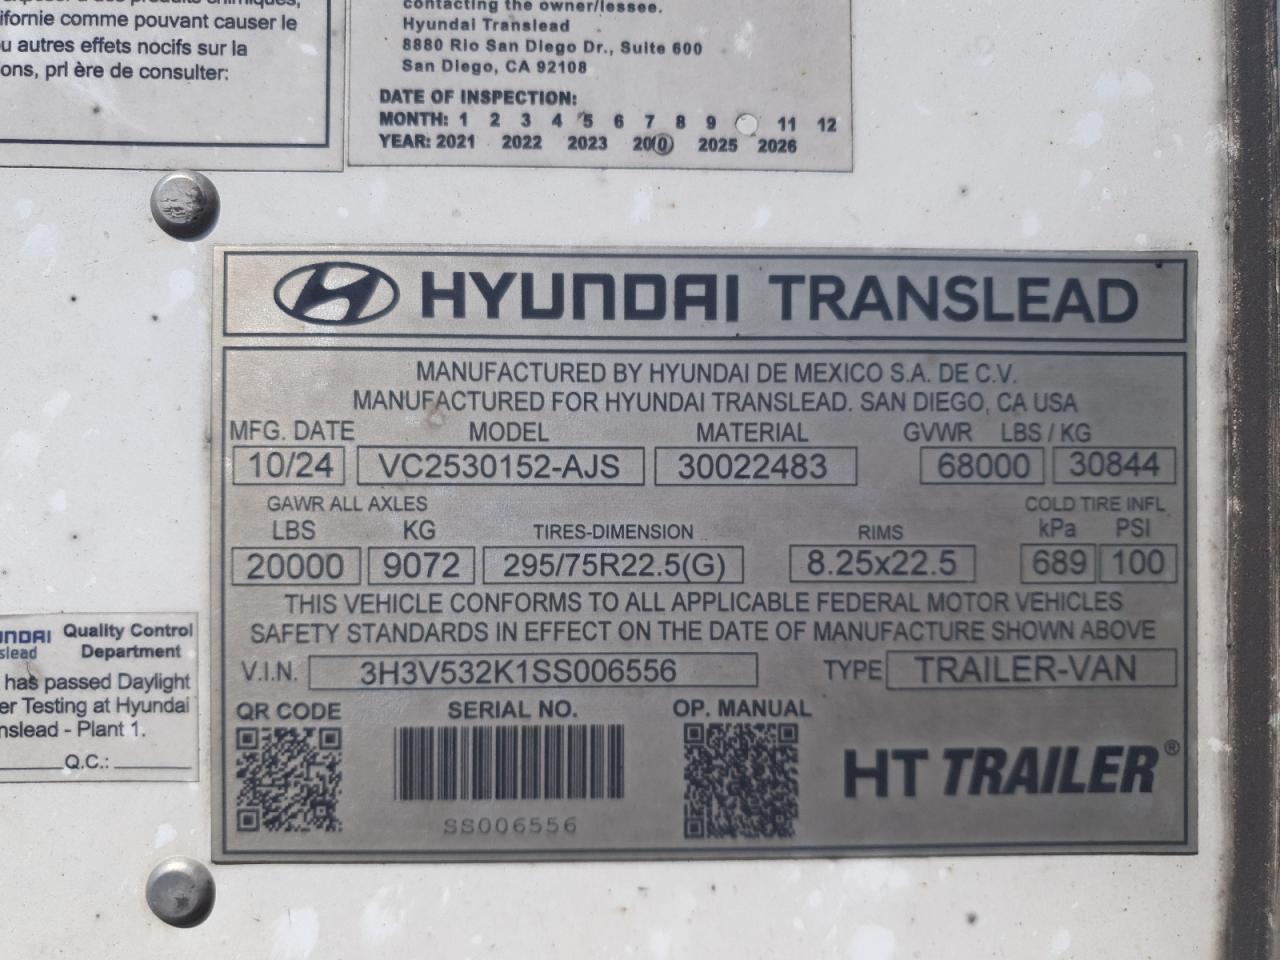 ifornie comme pouvant causer le
u autres effets nocifs sur la
ons, pri ère de consulter:
contacting the owner/lessee.
Hyundai Translead
8880 Rio San Diego Dr., Suite 600
San Diego, CA 92108
DATE OF INSPECTION:
MONTH: 1 2 3 4 5 6 7 8 9 11 12
YEAR: 2021 2022 2023 20 2025 2026
HYUNDAI TRANSLEAD
MANUFACTURED BY HYUNDAI DE MEXICO S.A. DE C.V.
MANUFACTURED FOR HYUNDAI TRANSLEAD. SAN DIEGO, CA USA
MFG. DATE MODEL MATERIAL GVWR LBS / KG
10/24 VC2530152-AJS 30022483 68000 30844
GAWR ALL AXLES COLD TIRE INFL
LBS KG TIRES-DIMENSION RIMS kPa PSI
20000 9072 295/75R22.5(G) 8.25x22.5 689 100
THIS VEHICLE CONFORMS TO ALL APPLICABLE FEDERAL MOTOR VEHICLES
SAFETY STANDARDS IN EFFECT ON THE DATE OF MANUFACTURE SHOWN ABOVE
V.I.N. 3H3V532K1SS006556 TYPE TRAILER-VAN
QR CODE SERIAL NO. OP. MANUAL
SS006556
HT TRAILER®
UNDAI Quality Control
slead Department
has passed Daylight
er Testing at Hyundai
nslead - Plant 1.
Q.C.: